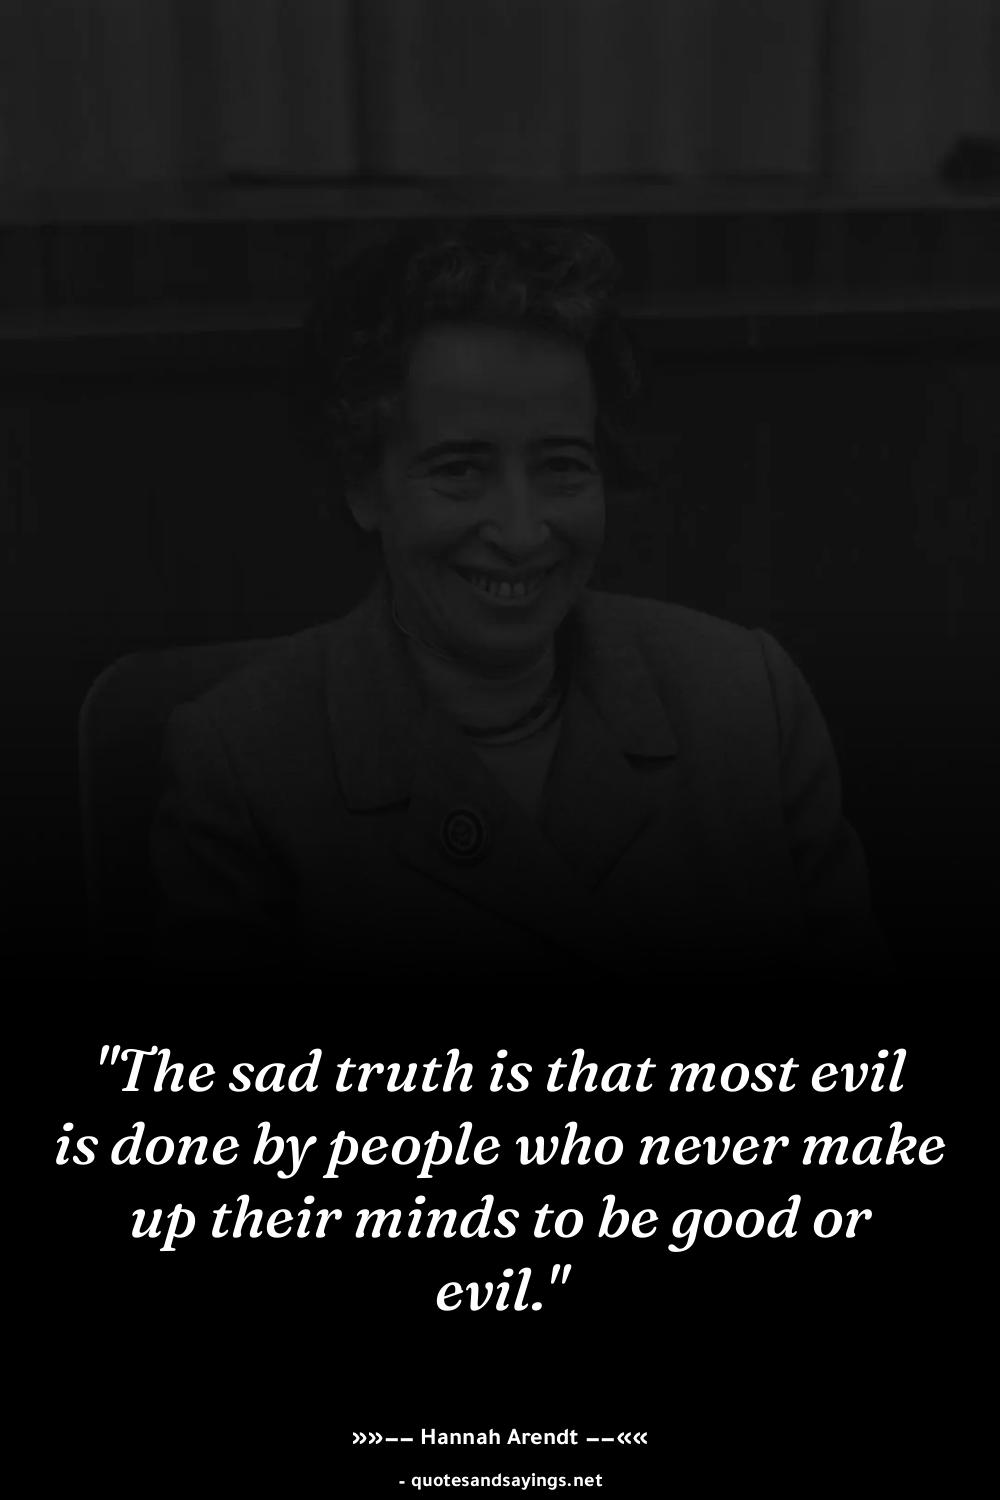 "The sad truth is that most evil
is done by people who never make
up their minds to be good or
evil."
»»–– Hannah Arendt ––««
- quotesandsayings.net